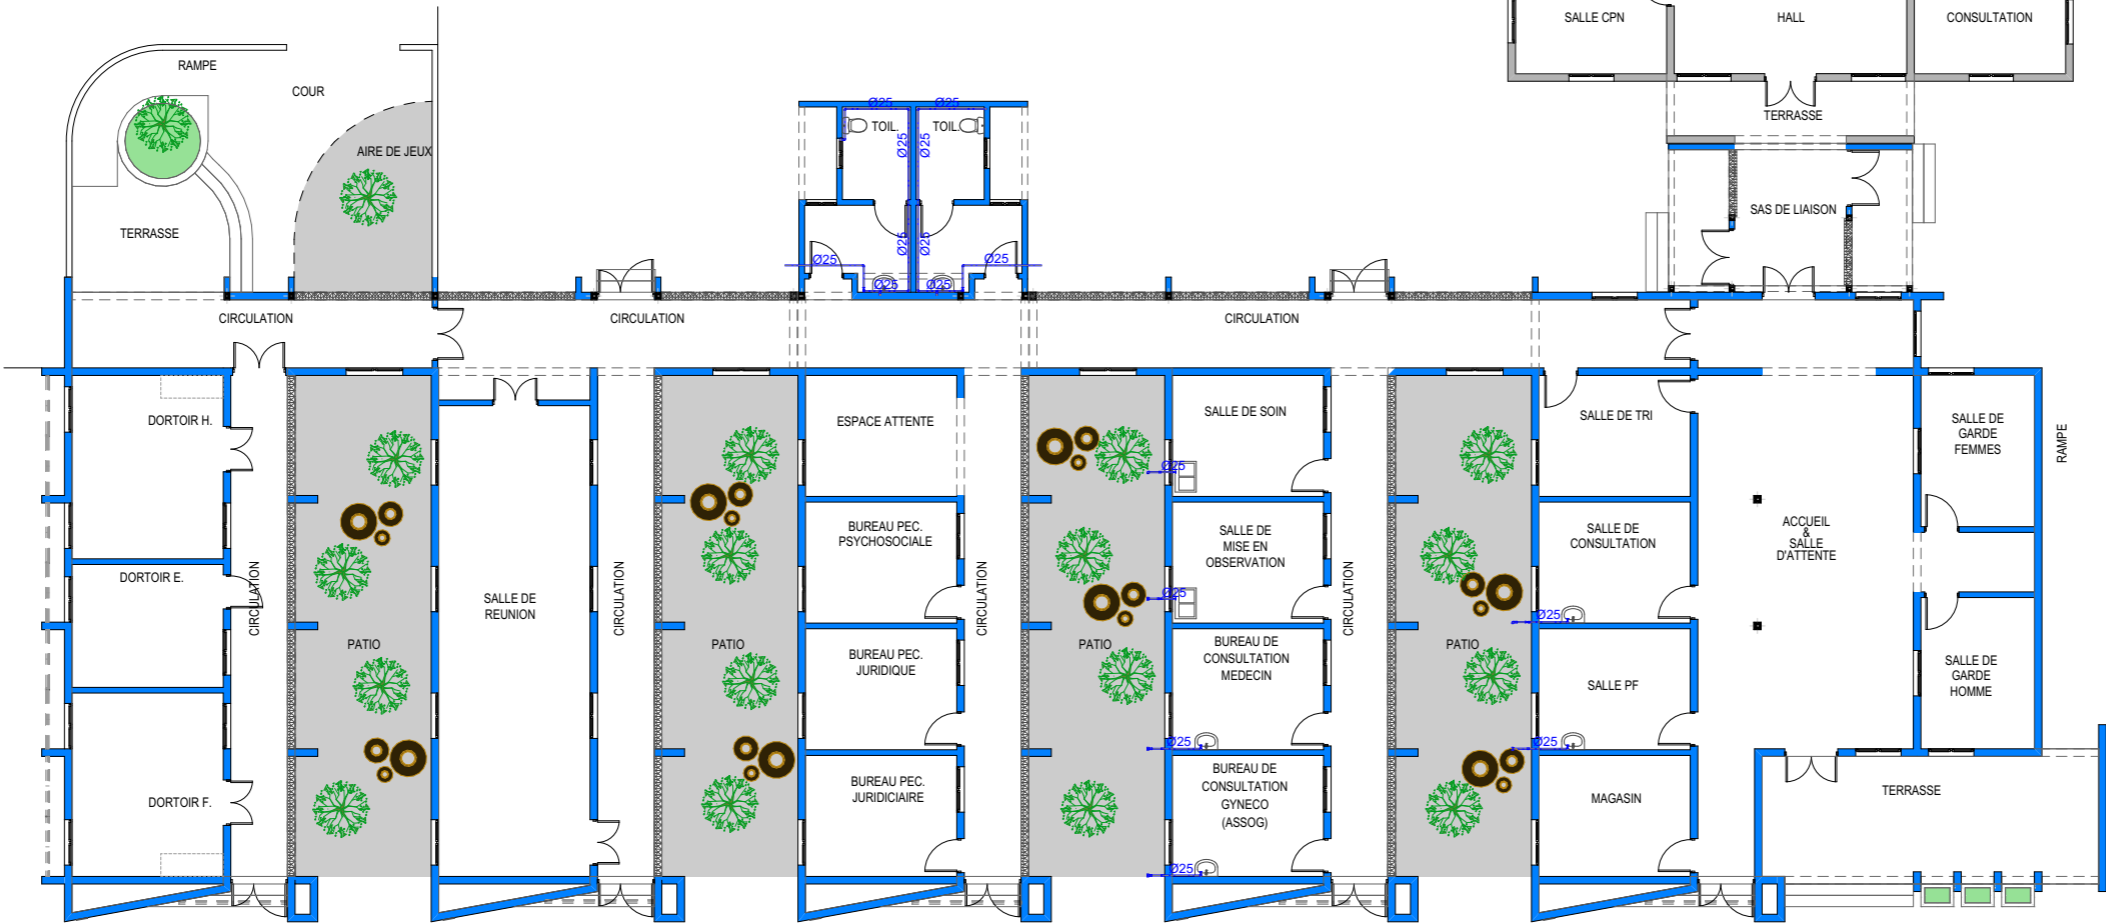 SALLE CPN
HALL
CONSULTATION
RAMPE
COUR
TERRASSE
Ø25
Ø25
TOIL.
TOIL.
Ø25
Ø25
AIRE DE JEUX
SAS DE LIAISON
TERRASSE
Ø25
Ø25
Ø25
Ø25
Ø25
Ø25
CIRCULATION
CIRCULATION
CIRCULATION
DORTOIR H.
ESPACE ATTENTE
SALLE DE SOIN
SALLE DE TRI
SALLE DE
GARDE
FEMMES
RAMPE
Ø25
BUREAU PEC.
PSYCHOSOCIALE
SALLE DE
MISE EN
OBSERVATION
SALLE DE
CONSULTATION
ACCUEIL
&
SALLE
D'ATTENTE
DORTOIR E.
CIRCULATION
SALLE DE
REUNION
CIRCULATION
CIRCULATION
Ø25
CIRCULATION
Ø25
PATIO
PATIO
BUREAU PEC.
JURIDIQUE
PATIO
BUREAU DE
CONSULTATION
MEDECIN
PATIO
SALLE PF
SALLE DE
GARDE
HOMME
Ø25
Ø25
DORTOIR F.
BUREAU PEC.
JURIDICIAIRE
BUREAU DE
CONSULTATION
GYNECO
(ASSOG)
MAGASIN
TERRASSE
Ø25